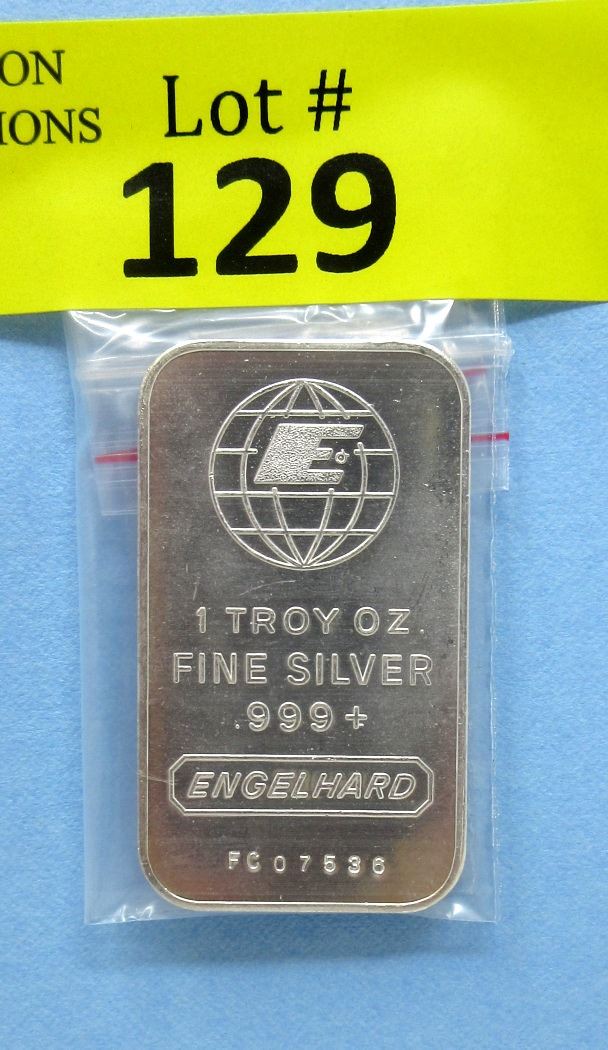 ON
IONS
Lot #
129
E
1 TROY OZ.
FINE SILVER
.999+
ENGELHARD
FC07536